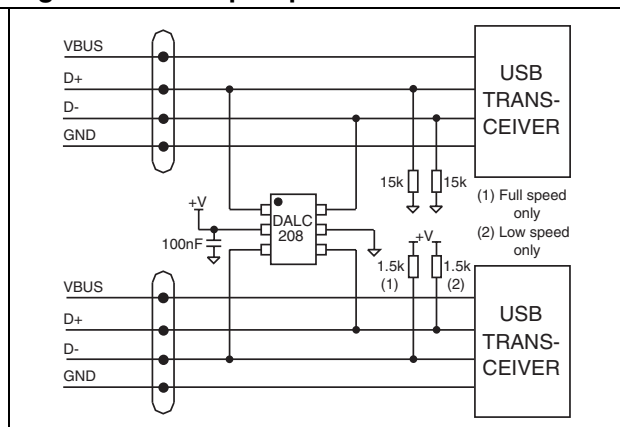 VBUS
D+
D-
GND
USB
TRANS-
CEIVER
15k
15k
(1) Full speed
only
(2) Low speed
only
+V
100nF
DALC
208
+V
1.5k
(1)
1.5k
(2)
VBUS
D+
D-
GND
USB
TRANS-
CEIVER